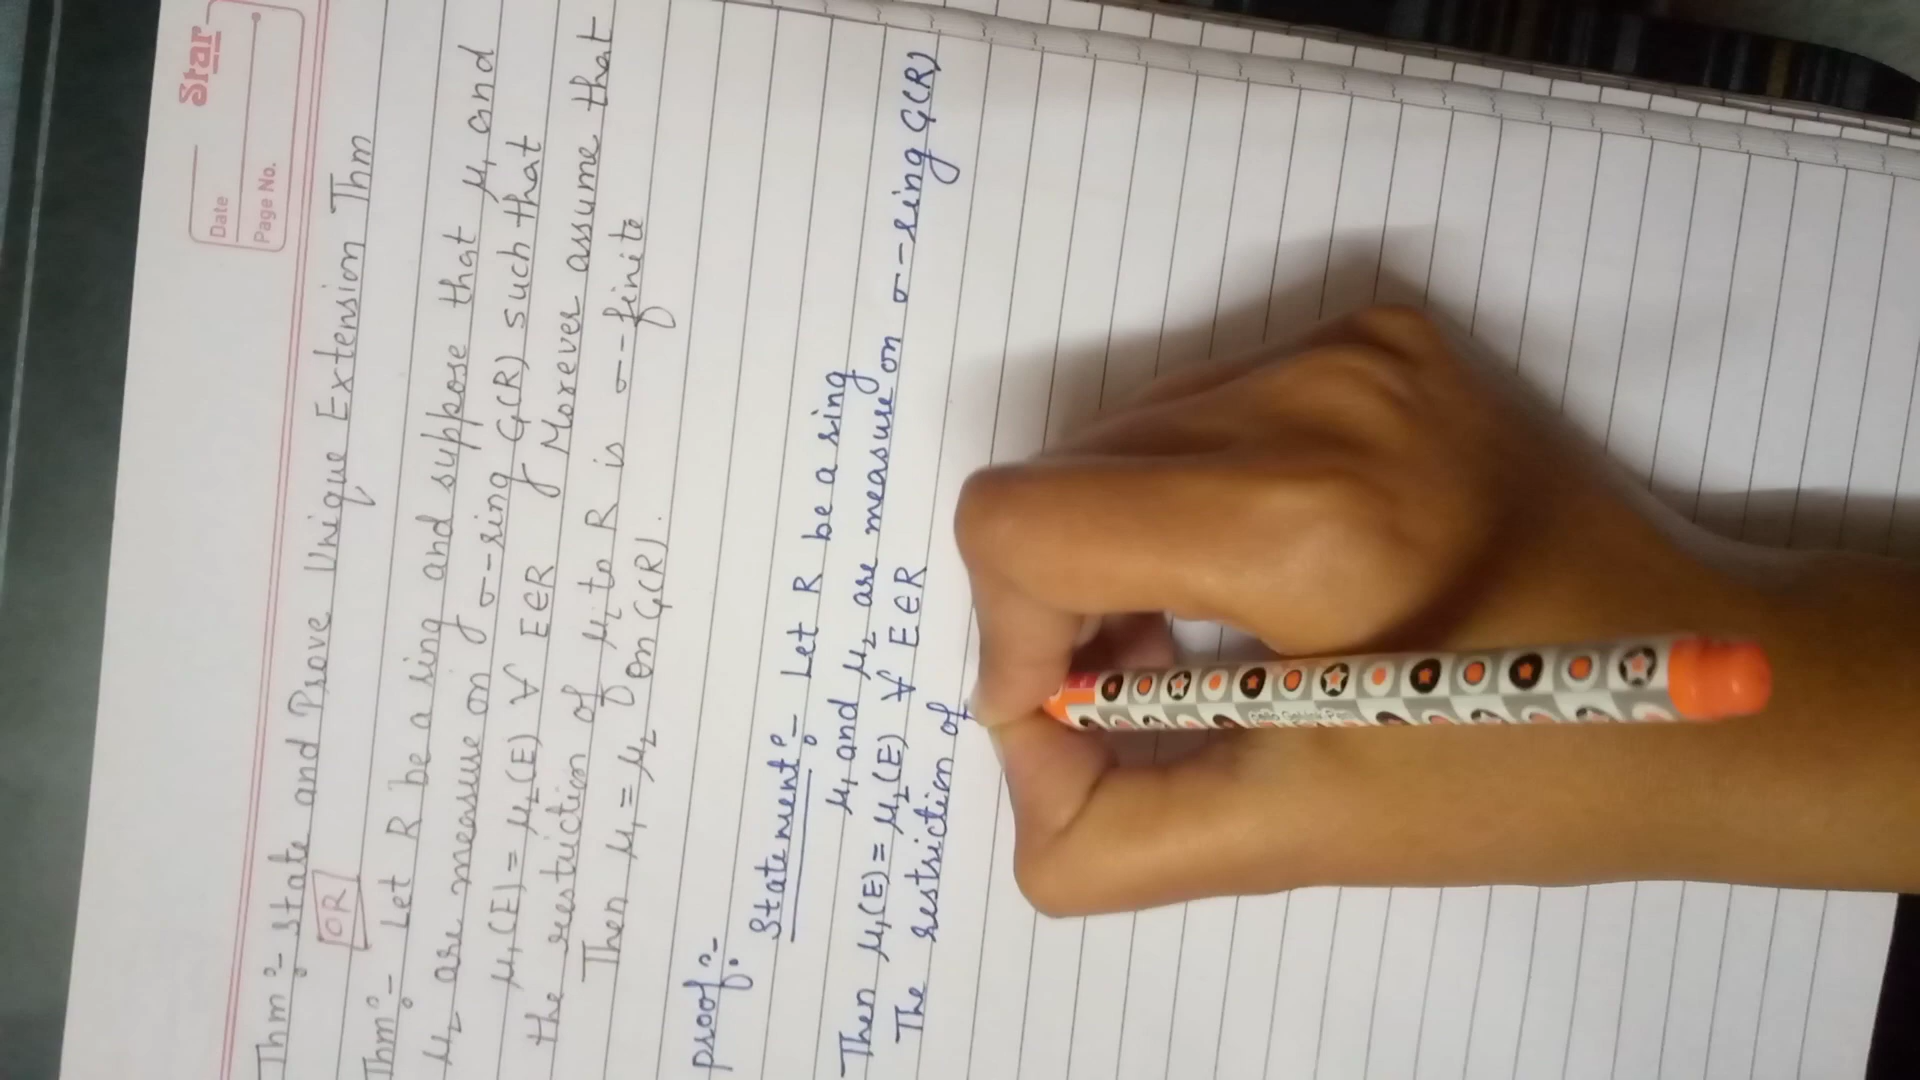 Star
Date
Page No.
Thm:- State and Prove Unique Extension Thm
OR
Thm:- Let R be a ring and suppose that μ₁ and
μ₂ are measure on σ-ring G(R) such that
μ₁(E) = μ₂(E) ∀ E∈R & Morever assume that
the restriction of μi to R is σ-finite
Then μ₁ = μ₂ on G(R).
proof:-
Statement:- Let R be a ring
μ₁ and μ₂ are measure on σ-ring G(R)
Then μ₁(E) = μ₂(E) ∀ E∈R
The restriction of